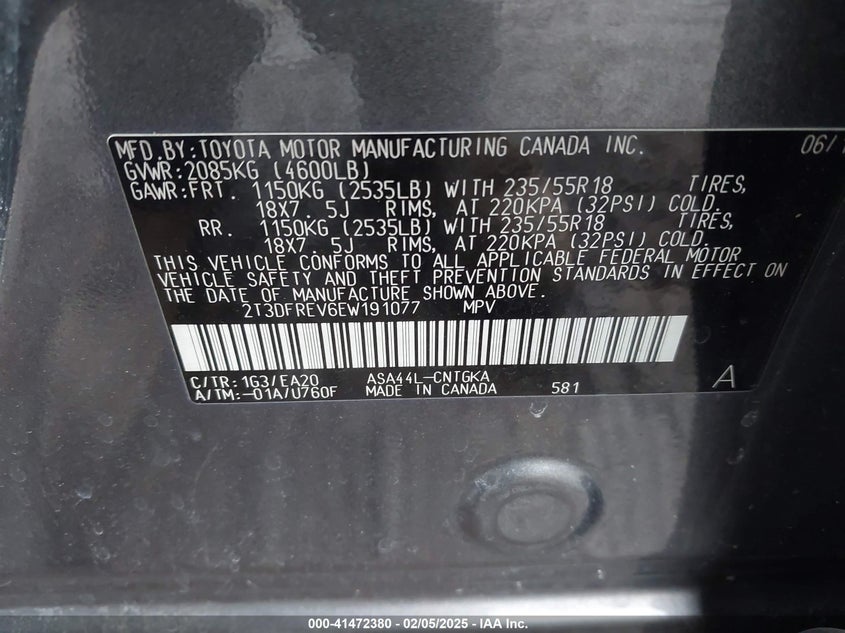 MFD.BY:TOYOTA MOTOR MANUFACTURING CANADA INC. 06/1
GVWR:2085KG (4600LB)
GAWR:FRT. 1150KG (2535LB) WITH 235/55R18 TIRES,
18X7. 5J RIMS, AT 220KPA (32PSI) COLD.
RR. 1150KG (2535LB) WITH 235/55R18 TIRES,
18X7. 5J RIMS, AT 220KPA (32PSI) COLD.
THIS VEHICLE CONFORMS TO ALL APPLICABLE FEDERAL MOTOR
VEHICLE SAFETY AND THEFT PREVENTION STANDARDS IN EFFECT ON
THE DATE OF MANUFACTURE SHOWN ABOVE.
2T3DFREV6EW191077 MPV
C/TR: 1G3/EA20 ASA44L-CNTGKA
A/TM:-01A/U760F MADE IN CANADA 581 A
000-41472380 — 02/05/2025 — IAA Inc.